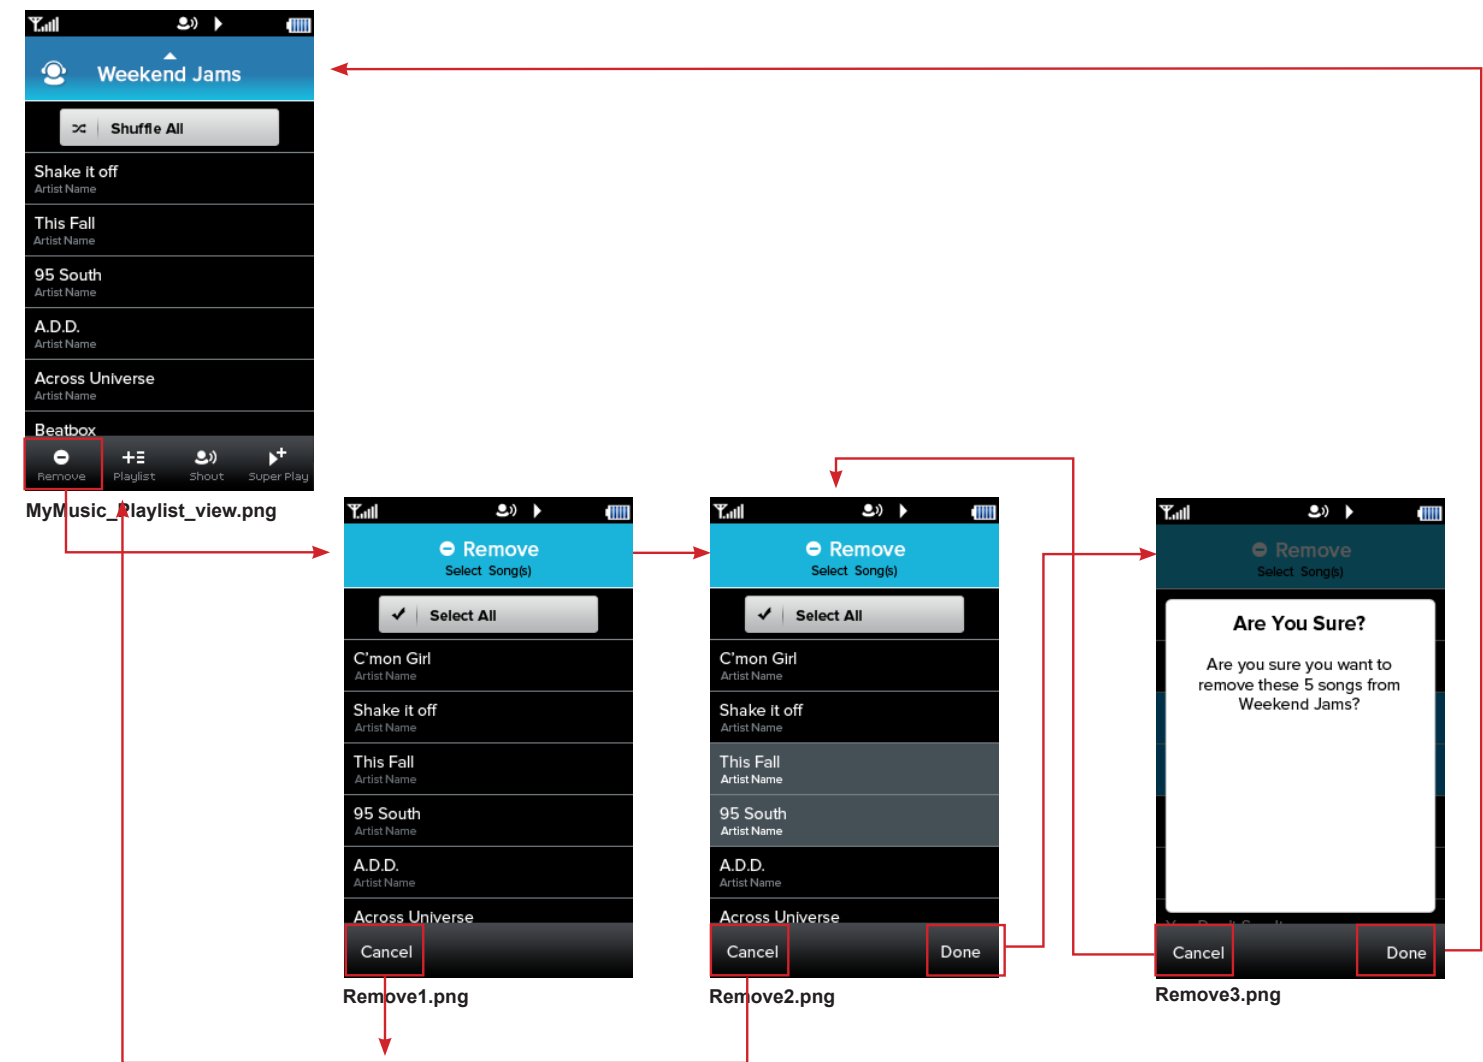 Weekend Jams
Shuffle All
Shake it off
Artist Name
This Fall
Artist Name
95 South
Artist Name
A.D.D.
Artist Name
Across Universe
Artist Name
Beatbox
Remove
Playlist
Shout
Super Play
MyMusic_Playlist_view.png
Remove
Select Song(s)
Select All
C'mon Girl
Artist Name
Shake it off
Artist Name
This Fall
Artist Name
95 South
Artist Name
A.D.D.
Artist Name
Across Universe
Cancel
Remove1.png
Remove
Select Song(s)
Select All
C'mon Girl
Artist Name
Shake it off
Artist Name
This Fall
Artist Name
95 South
Artist Name
A.D.D.
Artist Name
Across Universe
Cancel
Done
Remove2.png
Remove
Select Song(s)
Are You Sure?
Are you sure you want to
remove these 5 songs from
Weekend Jams?
Cancel
Done
Remove3.png